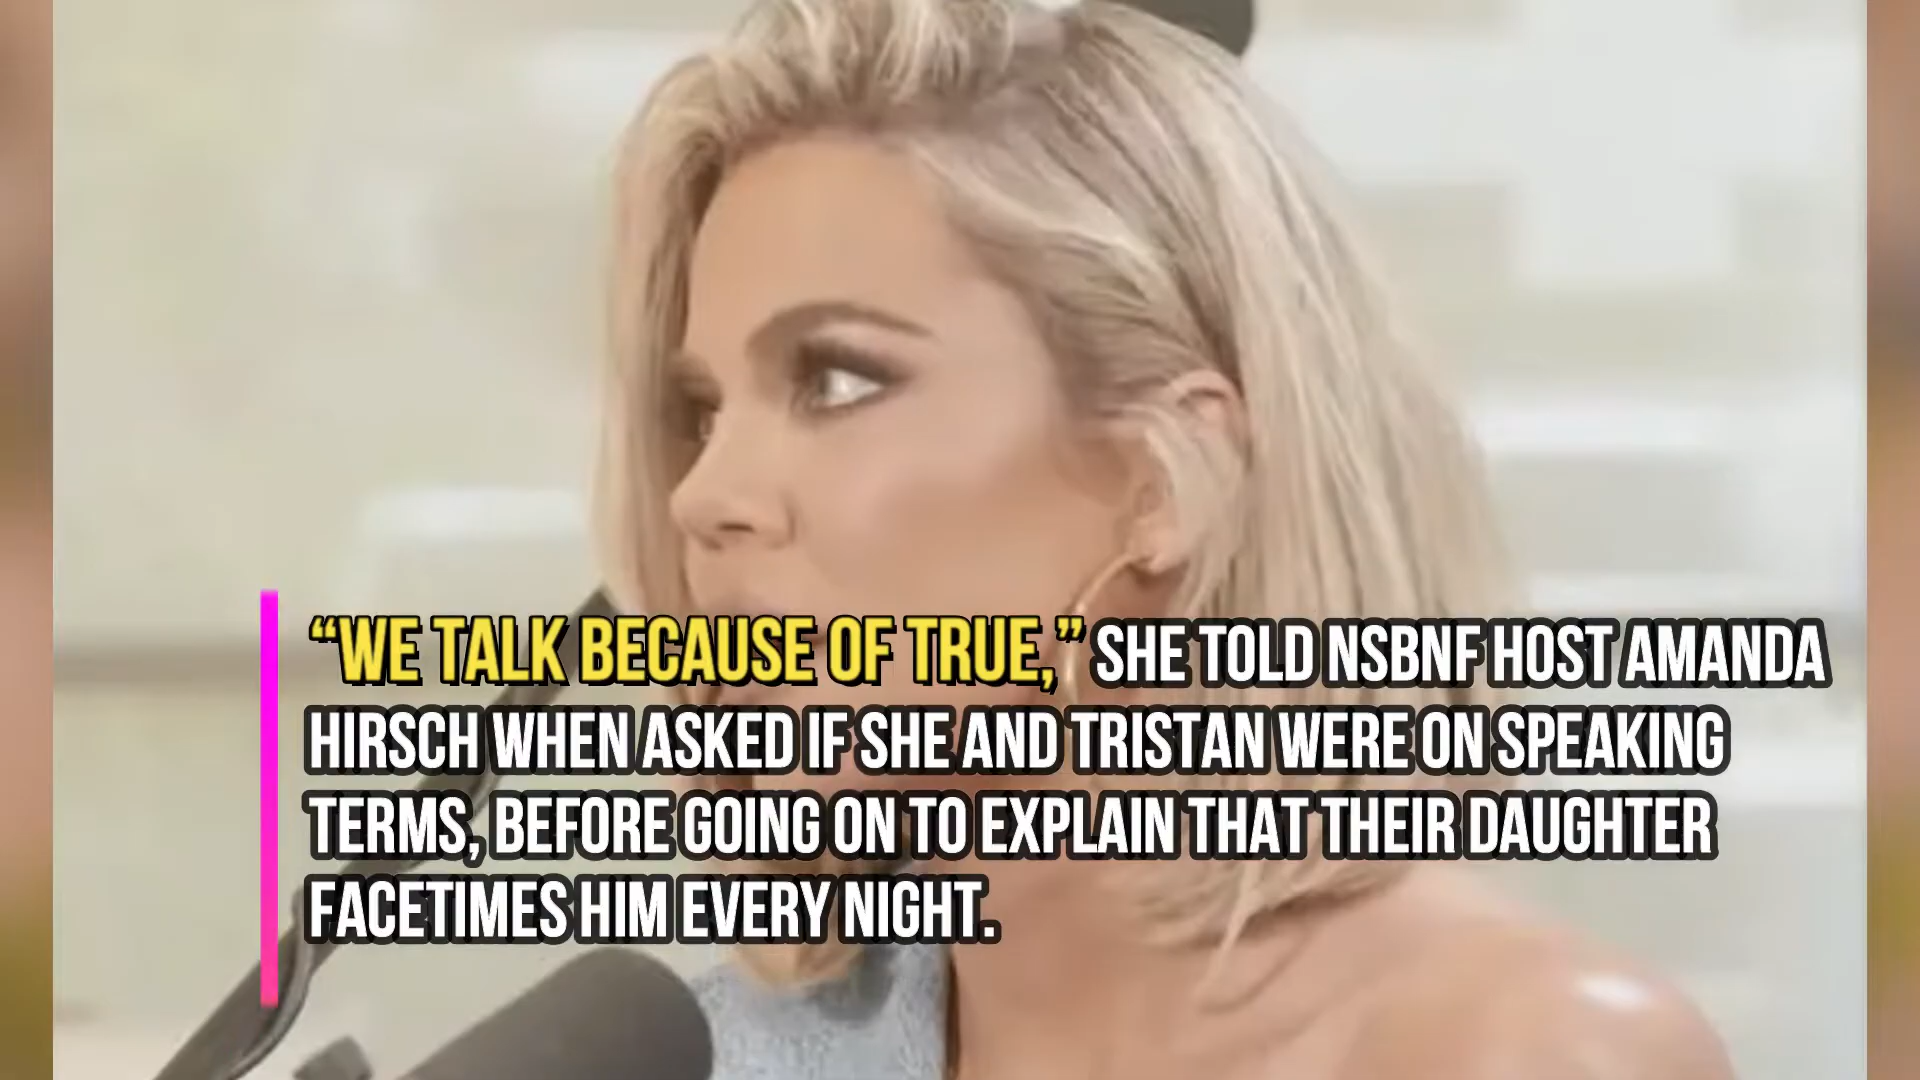 “WE TALK BECAUSE OF TRUE,” SHE TOLD NSBNF HOST AMANDA
HIRSCH WHEN ASKED IF SHE AND TRISTAN WERE ON SPEAKING
TERMS, BEFORE GOING ON TO EXPLAIN THAT THEIR DAUGHTER
FACETIMES HIM EVERY NIGHT.